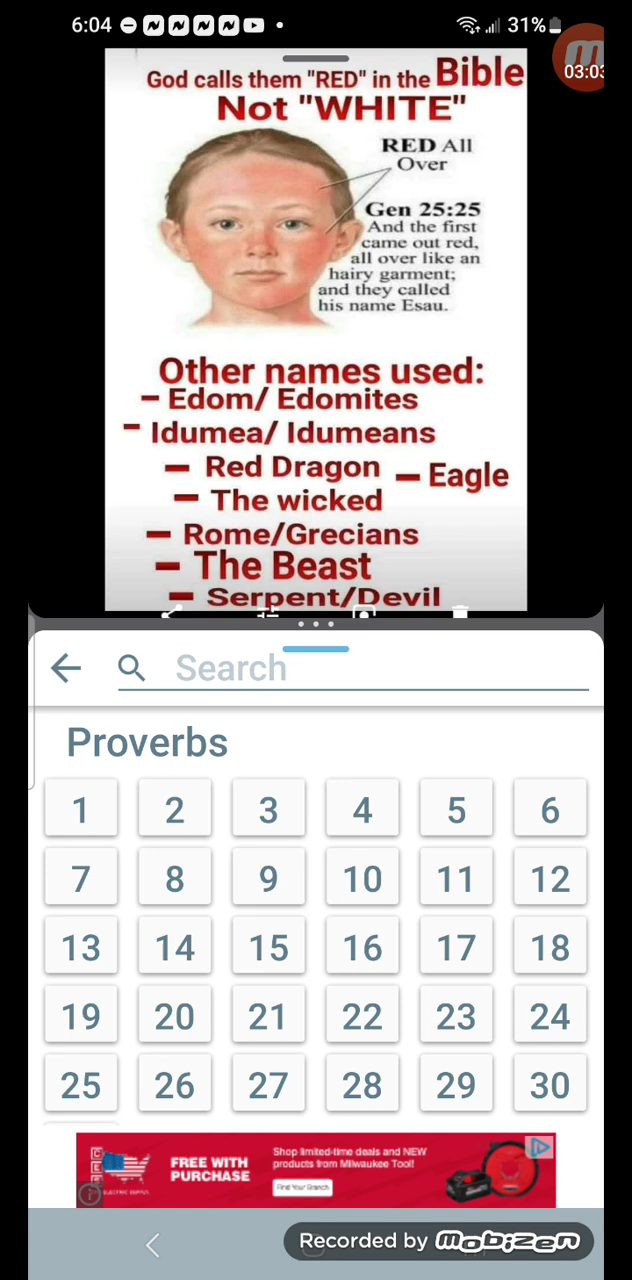 6:04
31%
03:03
God calls them "RED" in the Bible
Not "WHITE"
RED All
Over
Gen 25:25
And the first
came out red,
all over like an
hairy garment;
and they called
his name Esau.
Other names used:
– Edom/ Edomites
– Idumea/ Idumeans
– Red Dragon – Eagle
– The wicked
– Rome/Grecians
– The Beast
– Serpent/Devil
Search
Proverbs
1 2 3 4 5 6
7 8 9 10 11 12
13 14 15 16 17 18
19 20 21 22 23 24
25 26 27 28 29 30
FREE WITH
PURCHASE
Shop limited-time deals and NEW
products from Milwaukee Tool!
Find Your Branch
Recorded by mobizen